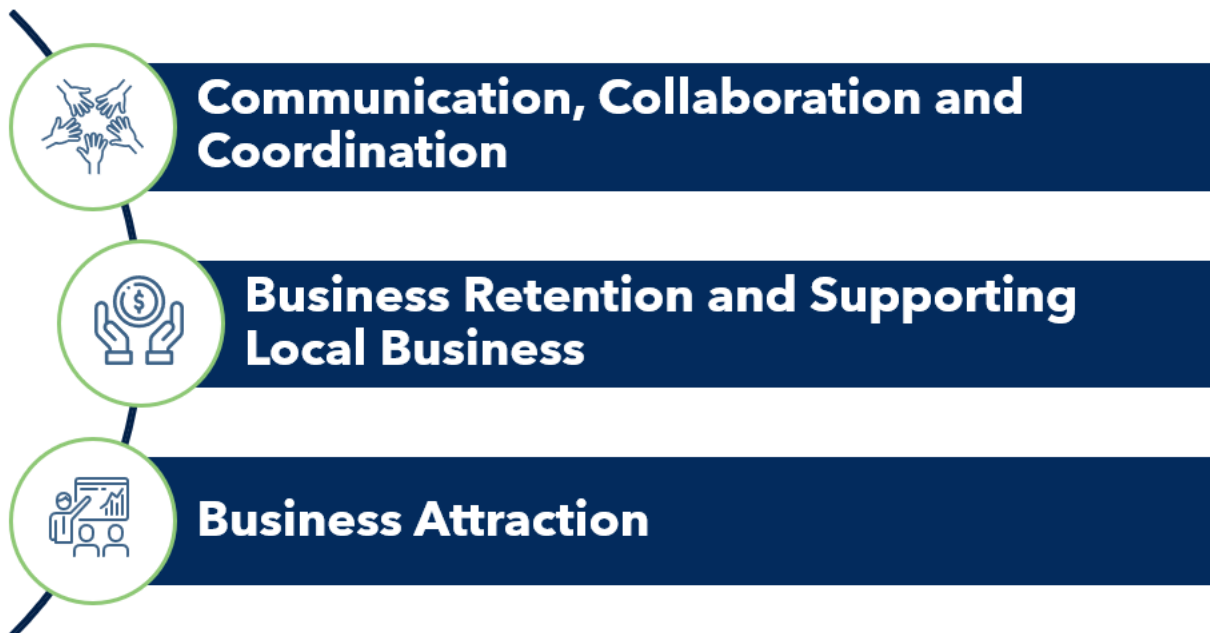 Communication, Collaboration and
Coordination
$
Business Retention and Supporting
Local Business
Business Attraction